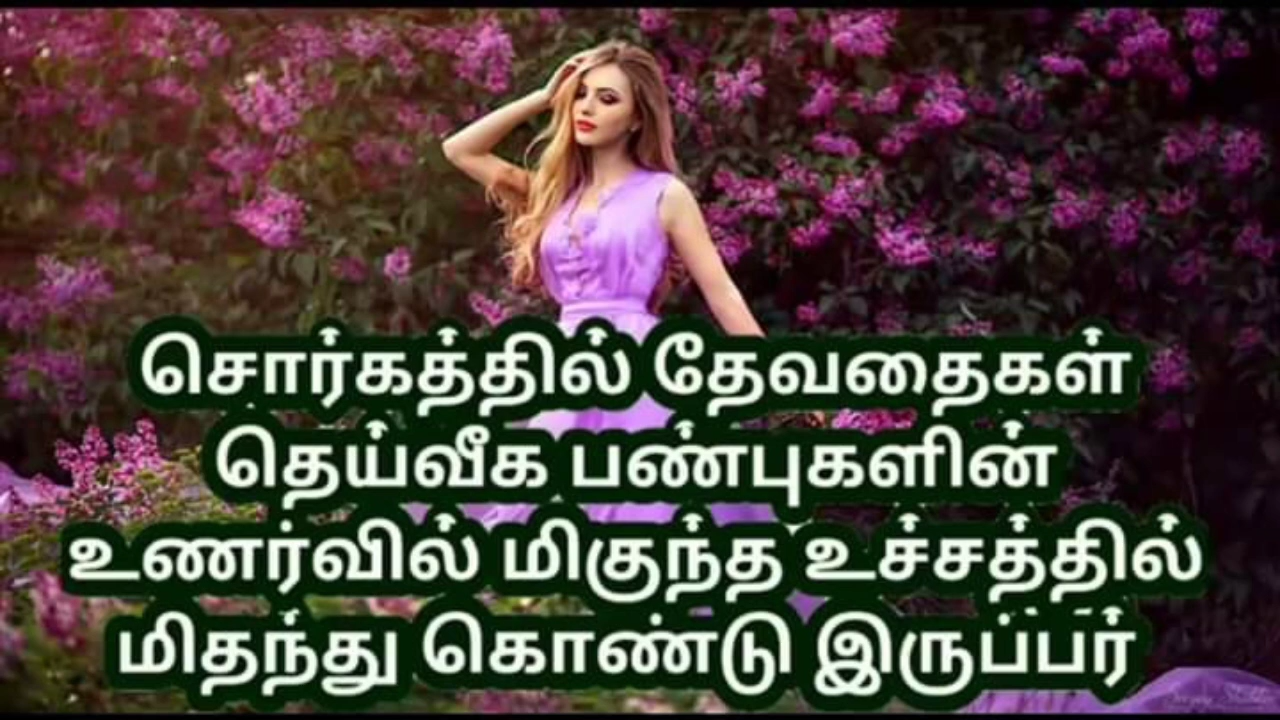 சொர்கத்தில் தேவதைகள்
தெய்வீக பண்புகளின்
உணர்வில் மிகுந்த உச்சத்தில்
மிதந்து கொண்டு இருப்பர்